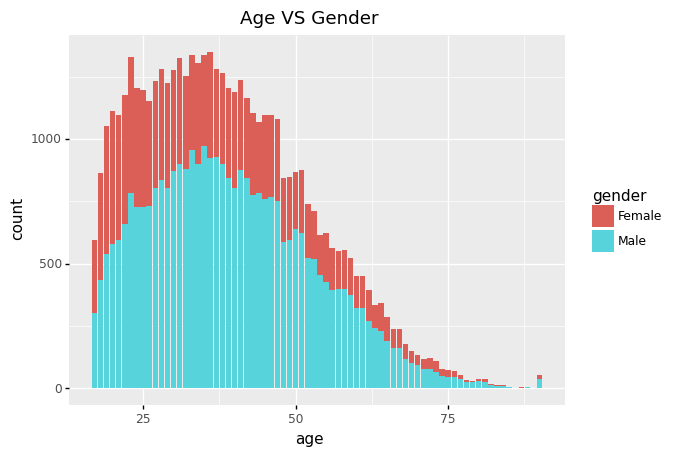 Age VS Gender
1000
500
0
count
25
50
75
age
gender
Female
Male